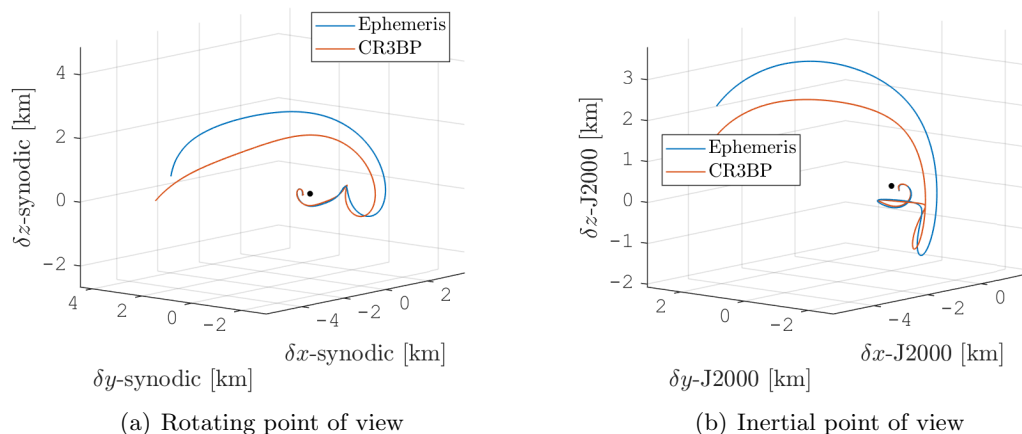 Ephemeris
CR3BP
4
2
0
−2
δz-synodic [km]
4
2
0
−2
−4
−2
0
2
δx-synodic [km]
δy-synodic [km]
(a) Rotating point of view
3
2
1
0
−1
−2
δz-J2000 [km]
Ephemeris
CR3BP
2
0
−2
−4
−2
0
δx-J2000 [km]
δy-J2000 [km]
(b) Inertial point of view